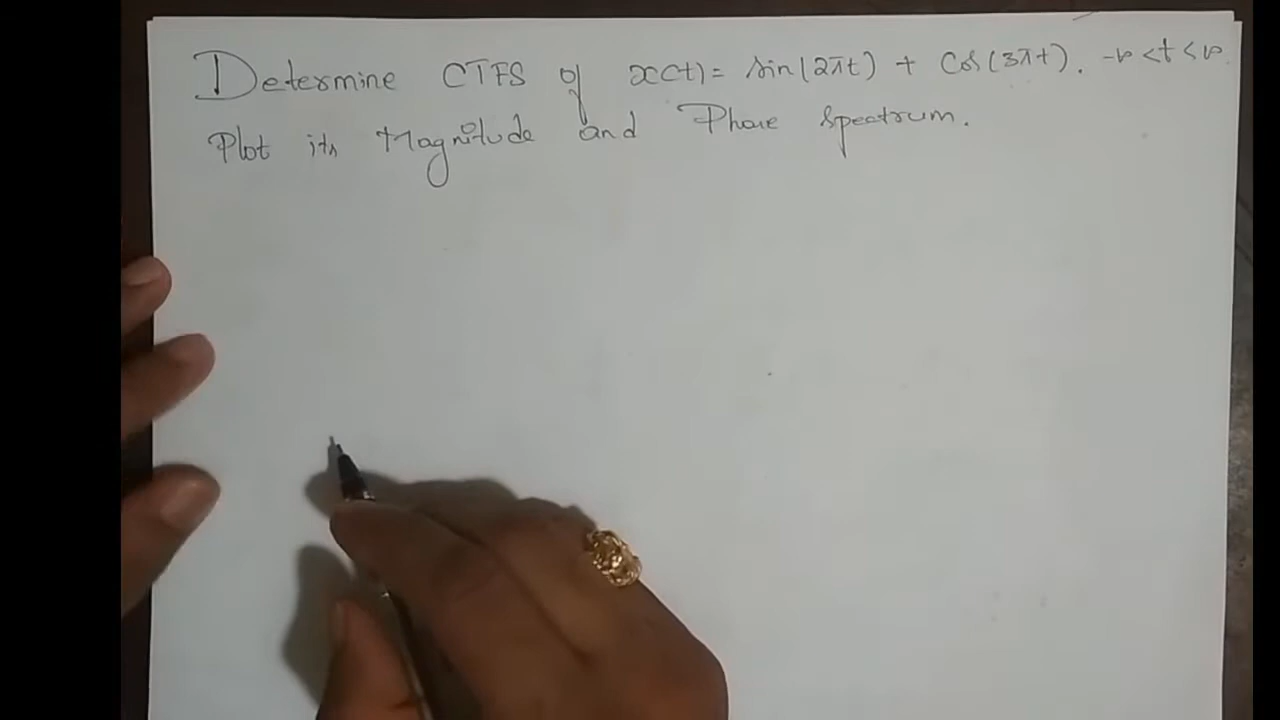 Determine CTFS of x(t) = sin(2πt) + Cos(3πt). -∞ < t < ∞.
Plot its Magnitude and Phase spectrum.